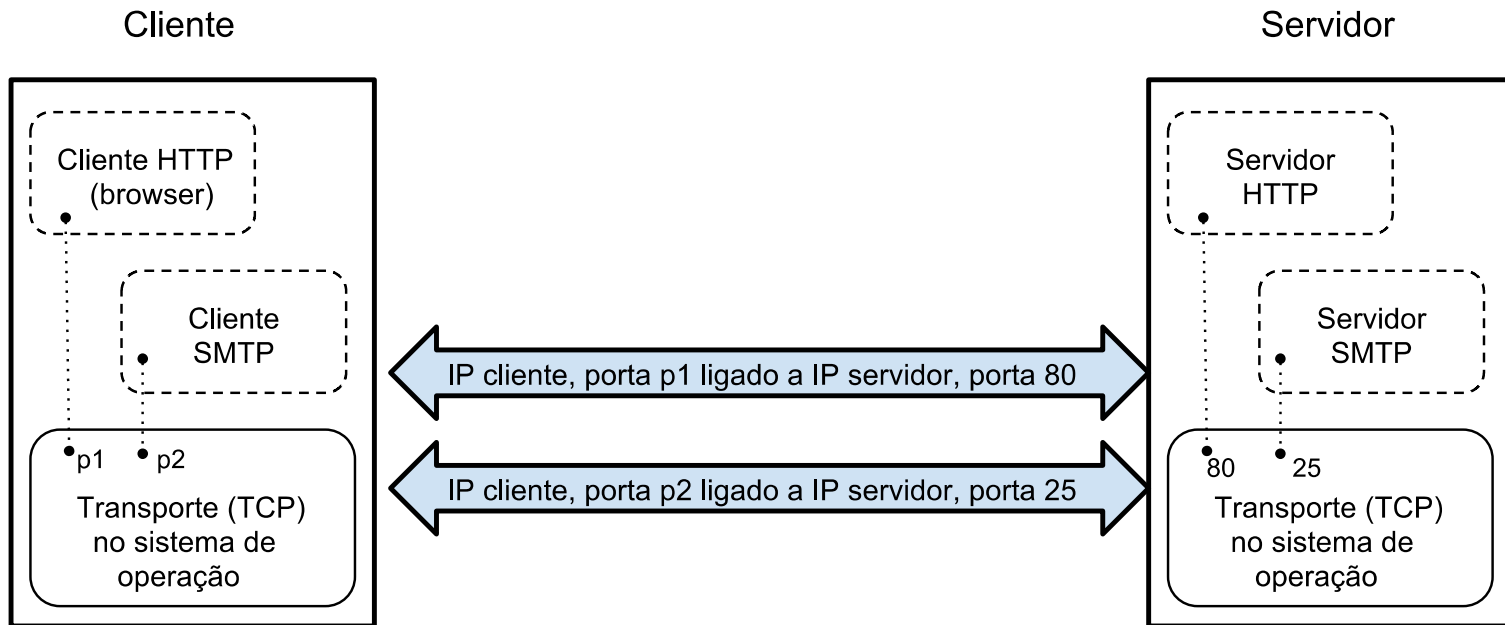 Cliente
Servidor
Cliente HTTP
(browser)
Cliente
SMTP
p1
p2
Transporte (TCP)
no sistema de
operação
IP cliente, porta p1 ligado a IP servidor, porta 80
IP cliente, porta p2 ligado a IP servidor, porta 25
Servidor
HTTP
Servidor
SMTP
80
25
Transporte (TCP)
no sistema de
operação